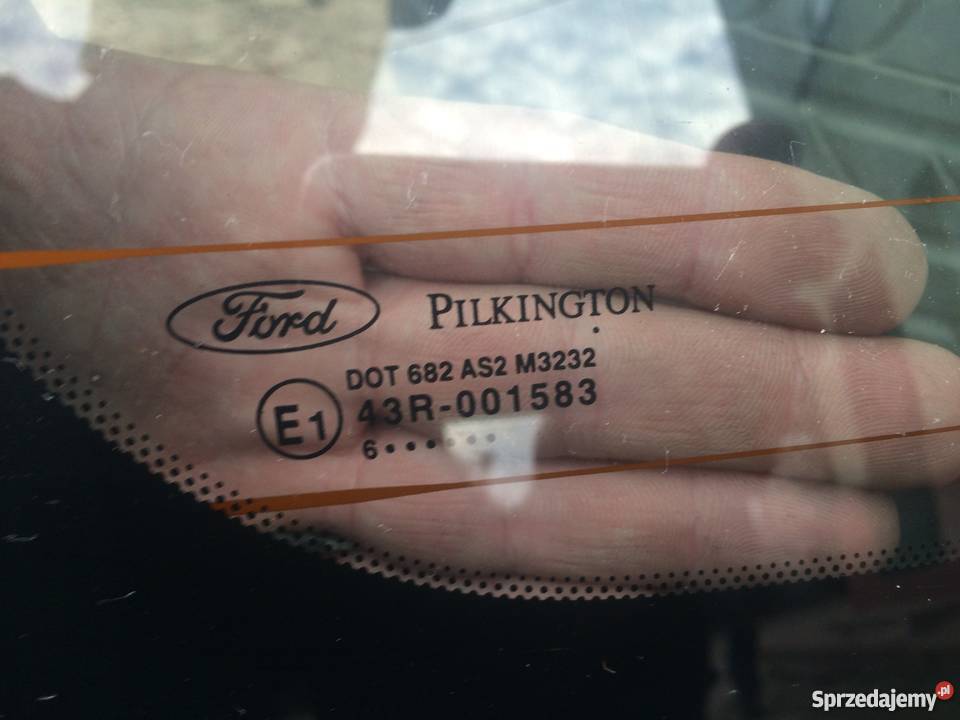 Ford PILKINGTON
DOT 682 AS2 M3232
E1 43R-001583
6••••••
Sprzedajemy.pl